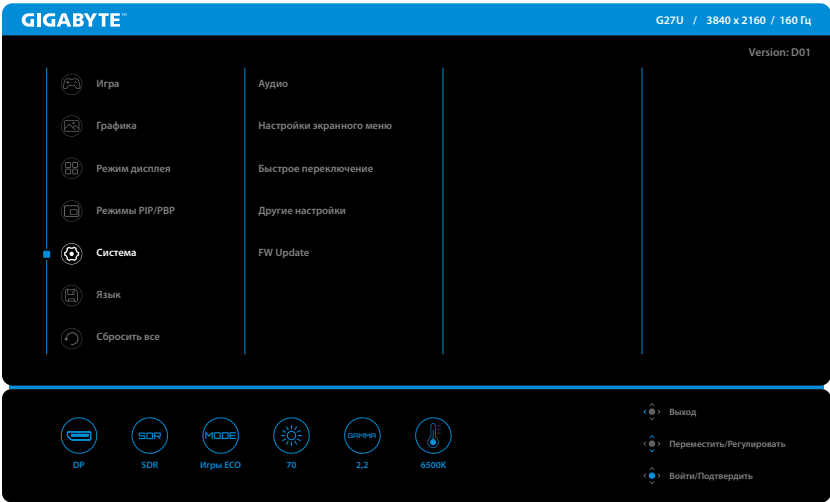 GIGABYTE™
G27U / 3840 x 2160 / 160 Гц
Version: D01
Игра
Графика
Режим дисплея
Режимы PIP/PBP
Система
Язык
Сбросить все
Аудио
Настройки экранного меню
Быстрое переключение
Другие настройки
FW Update
SDR
MODE
GAMMA
DP
SDR
Игры ECO
70
2,2
6500K
Выход
Переместить/Регулировать
Войти/Подтвердить